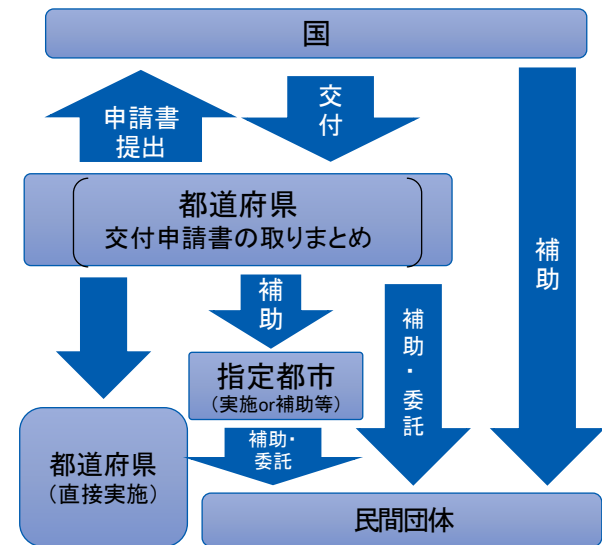 国
申請書
提出
交
付
都道府県
交付申請書の取りまとめ
補
助
補
助
指定都市
（実施or補助等）
補
助
・
委
託
補助・
委託
都道府県
（直接実施）
民間団体